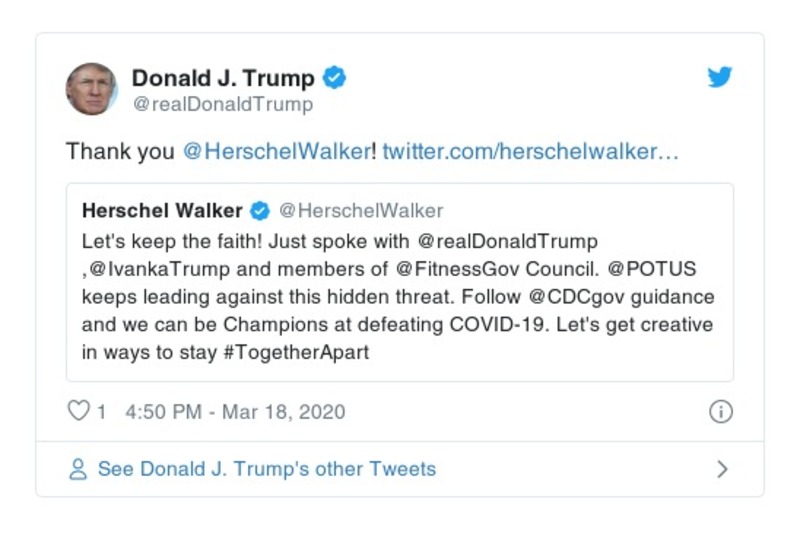 Donald J. Trump
@realDonaldTrump
Thank you @HerschelWalker! twitter.com/herschelwalker…
Herschel Walker @HerschelWalker
Let's keep the faith! Just spoke with @realDonaldTrump
,@IvankaTrump and members of @FitnessGov Council. @POTUS
keeps leading against this hidden threat. Follow @CDCgov guidance
and we can be Champions at defeating COVID-19. Let's get creative
in ways to stay #TogetherApart
1 4:50 PM - Mar 18, 2020
See Donald J. Trump's other Tweets